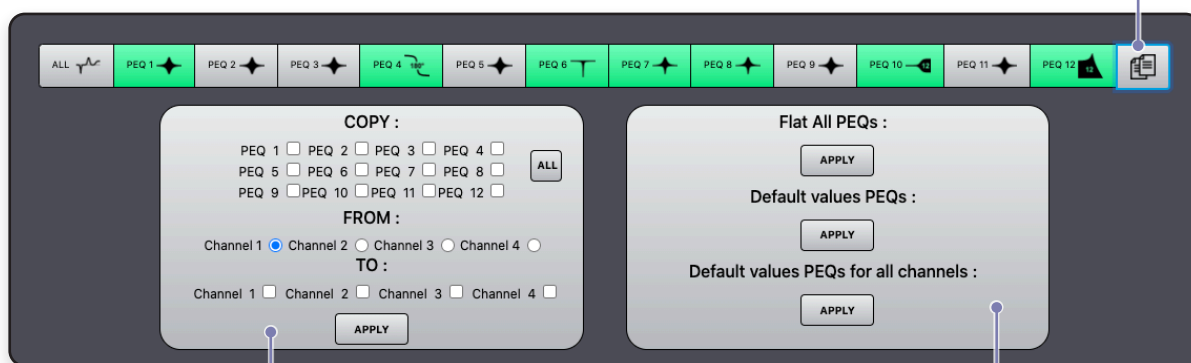 ALL PEQ 1 PEQ 2 PEQ 3 PEQ 4 180° PEQ 5 PEQ 6 PEQ 7 PEQ 8 PEQ 9 PEQ 10 12 PEQ 11 PEQ 12 12
COPY :
PEQ 1 PEQ 2 PEQ 3 PEQ 4
ALL
PEQ 5 PEQ 6 PEQ 7 PEQ 8
PEQ 9 PEQ 10 PEQ 11 PEQ 12
FROM :
Channel 1 Channel 2 Channel 3 Channel 4
TO :
Channel 1 Channel 2 Channel 3 Channel 4
APPLY
Flat All PEQs :
APPLY
Default values PEQs :
APPLY
Default values PEQs for all channels :
APPLY